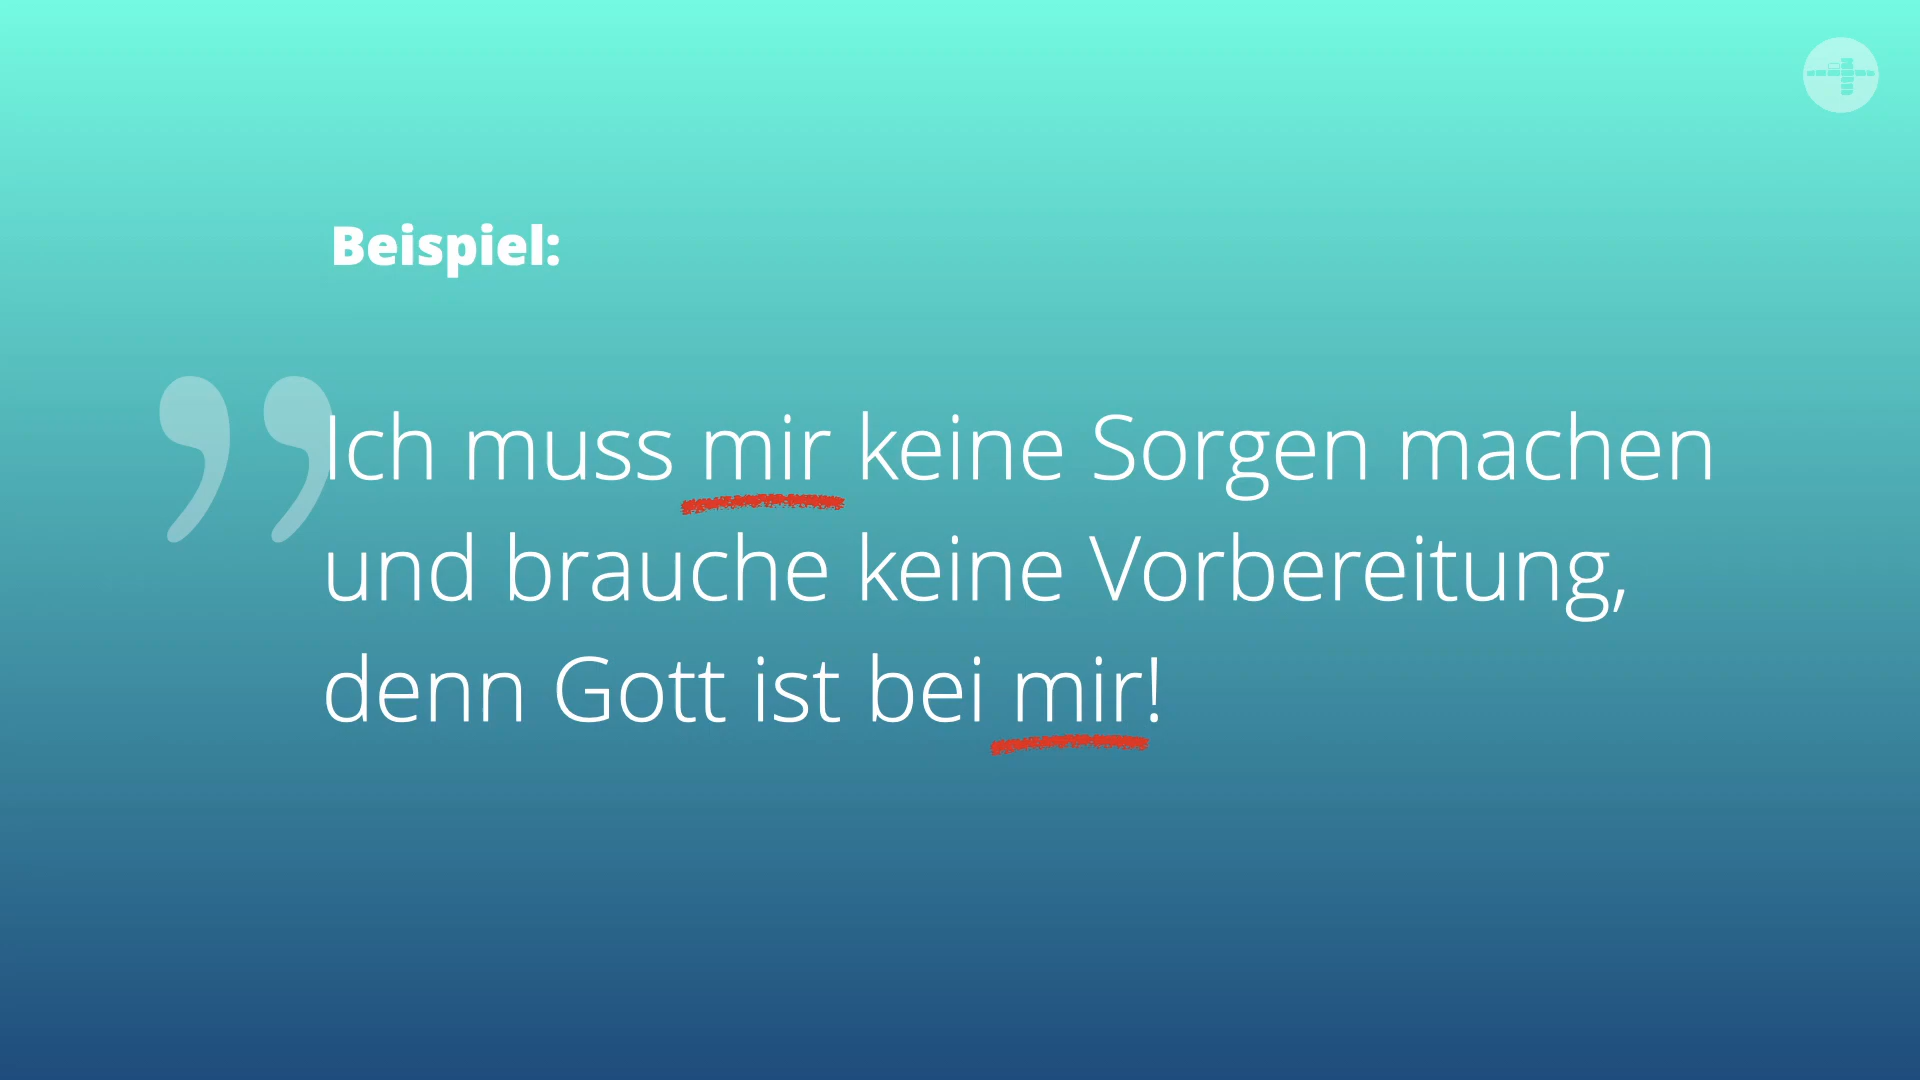 Beispiel:
”
Ich muss mir keine Sorgen machen
und brauche keine Vorbereitung,
denn Gott ist bei mir!